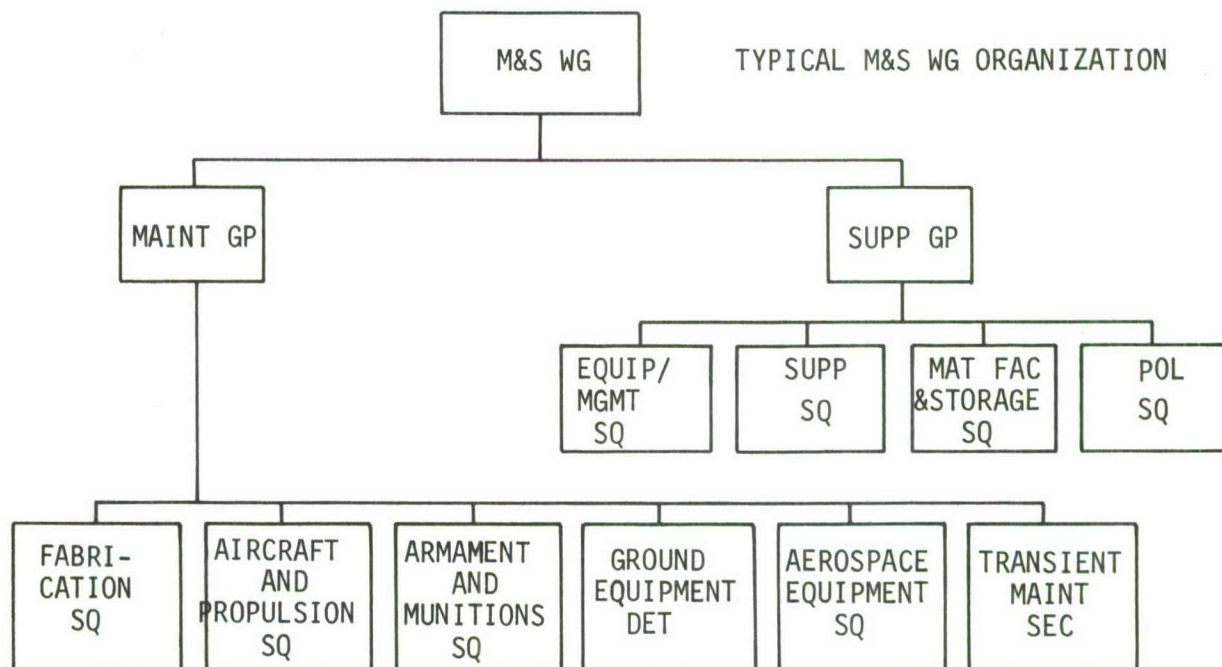 M&S WG
TYPICAL M&S WG ORGANIZATION
MAINT GP
SUPP GP
EQUIP/
MGMT
SQ
SUPP
SQ
MAT FAC
&STORAGE
SQ
POL
SQ
FABRI-
CATION
SQ
AIRCRAFT
AND
PROPULSION
SQ
ARMAMENT
AND
MUNITIONS
SQ
GROUND
EQUIPMENT
DET
AEROSPACE
EQUIPMENT
SQ
TRANSIENT
MAINT
SEC